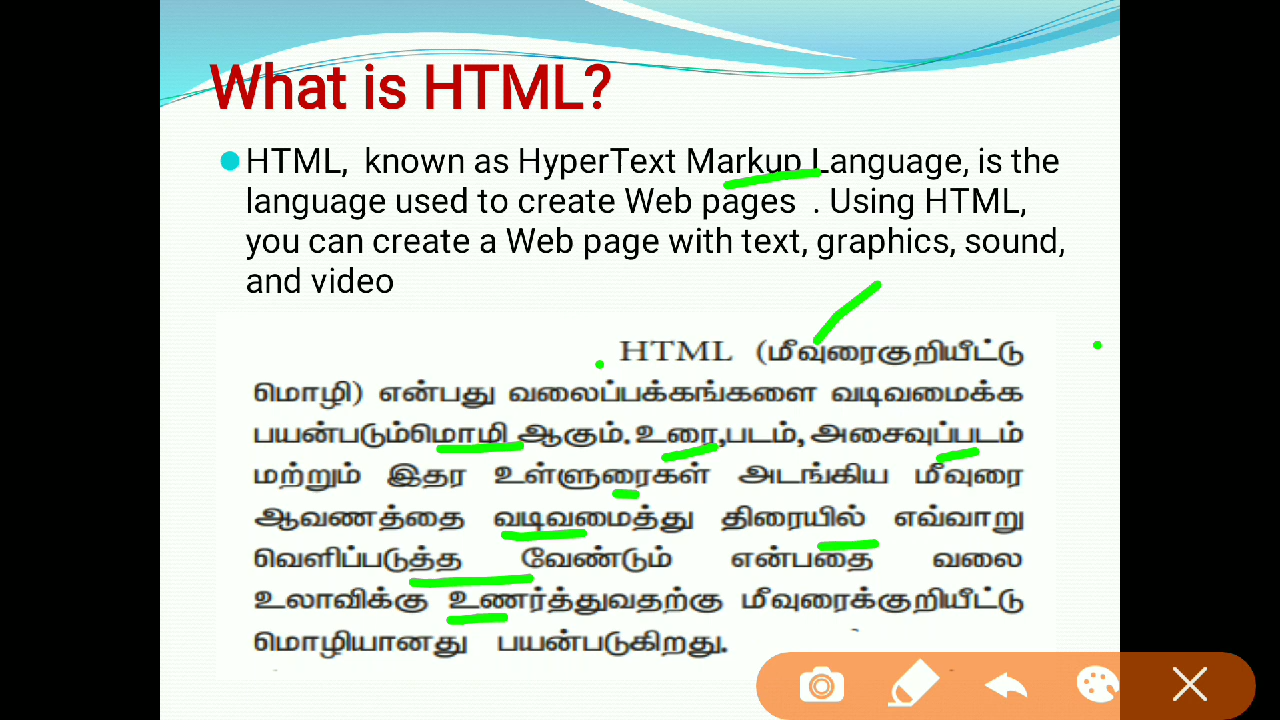 What is HTML?
HTML, known as HyperText Markup Language, is the
language used to create Web pages . Using HTML,
you can create a Web page with text, graphics, sound,
and video
HTML (மீவுரைகுறியீட்டு
மொழி) என்பது வலைப்பக்கங்களை வடிவமைக்க
பயன்படும்மொழி ஆகும். உரை,படம், அசைவுப்படம்
மற்றும் இதர உள்ளுரைகள் அடங்கிய மீவுரை
ஆவணத்தை வடிவமைத்து திரையில் எவ்வாறு
வெளிப்படுத்த வேண்டும் என்பதை வலை
உலாவிக்கு உணர்த்துவதற்கு மீவுரைக்குறியீட்டு
மொழியானது பயன்படுகிறது.